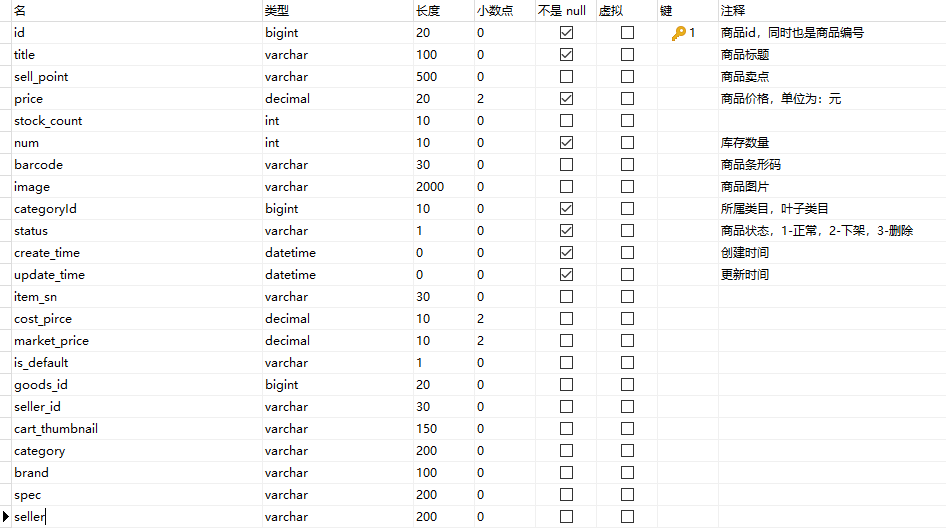 名 类型 长度 小数点 不是 null 虚拟 键 注释
id bigint 20 0 1 商品id，同时也是商品编号
title varchar 100 0 商品标题
sell_point varchar 500 0 商品卖点
price decimal 20 2 商品价格，单位为：元
stock_count int 10 0
num int 10 0 库存数量
barcode varchar 30 0 商品条形码
image varchar 2000 0 商品图片
categoryId bigint 10 0 所属类目，叶子类目
status varchar 1 0 商品状态，1-正常，2-下架，3-删除
create_time datetime 0 0 创建时间
update_time datetime 0 0 更新时间
item_sn varchar 30 0
cost_pirce decimal 10 2
market_price decimal 10 2
is_default varchar 1 0
goods_id bigint 20 0
seller_id varchar 30 0
cart_thumbnail varchar 150 0
category varchar 200 0
brand varchar 100 0
spec varchar 200 0
seller varchar 200 0